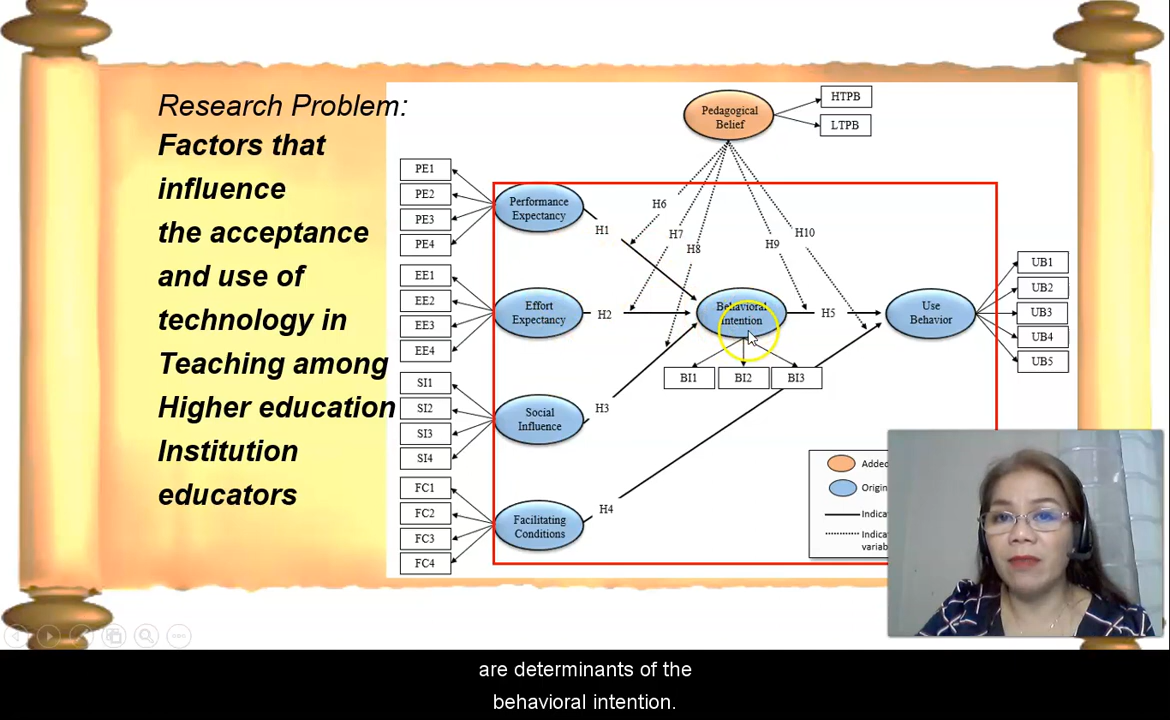 Research Problem:
Factors that
influence
the acceptance
and use of
technology in
Teaching among
Higher education
Institution
educators
Pedagogical
Belief
HTPB
LTPB
PE1
PE2
PE3
PE4
Performance
Expectancy
H1
H6
H7
H8
H9
H10
EE1
EE2
EE3
EE4
Effort
Expectancy
H2
Behavioral
Intention
H5
Use
Behavior
UB1
UB2
UB3
UB4
UB5
BI1
BI2
BI3
SI1
SI2
SI3
SI4
Social
Influence
H3
FC1
FC2
FC3
FC4
Facilitating
Conditions
H4
Added
Origin
Indica
Indica
variab
are determinants of the
behavioral intention.